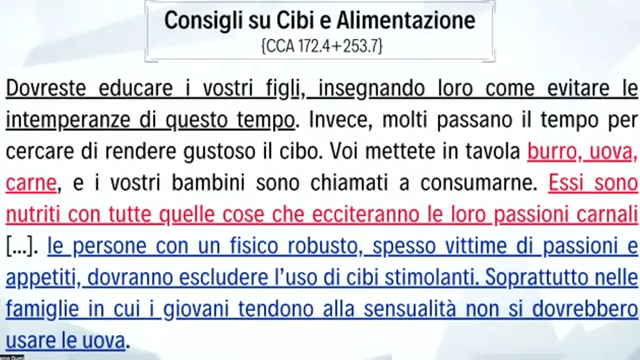 Consigli su Cibi e Alimentazione
{CCA 172.4+253.7}
Dovreste educare i vostri figli, insegnando loro come evitare le
intemperanze di questo tempo. Invece, molti passano il tempo per
cercare di rendere gustoso il cibo. Voi mettete in tavola burro, uova,
carne, e i vostri bambini sono chiamati a consumarne. Essi sono
nutriti con tutte quelle cose che ecciteranno le loro passioni carnali
[...]. le persone con un fisico robusto, spesso vittime di passioni e
appetiti, dovranno escludere l'uso di cibi stimolanti. Soprattutto nelle
famiglie in cui i giovani tendono alla sensualità non si dovrebbero
usare le uova.